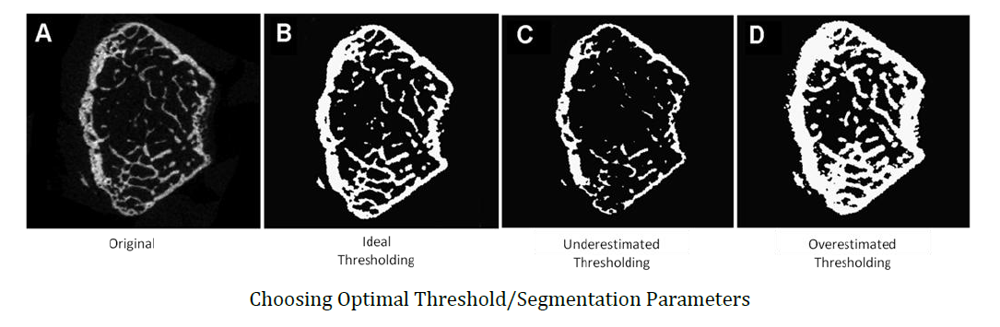 A
B
C
D
Original
Ideal
Thresholding
Underestimated
Thresholding
Overestimated
Thresholding
Choosing Optimal Threshold/Segmentation Parameters